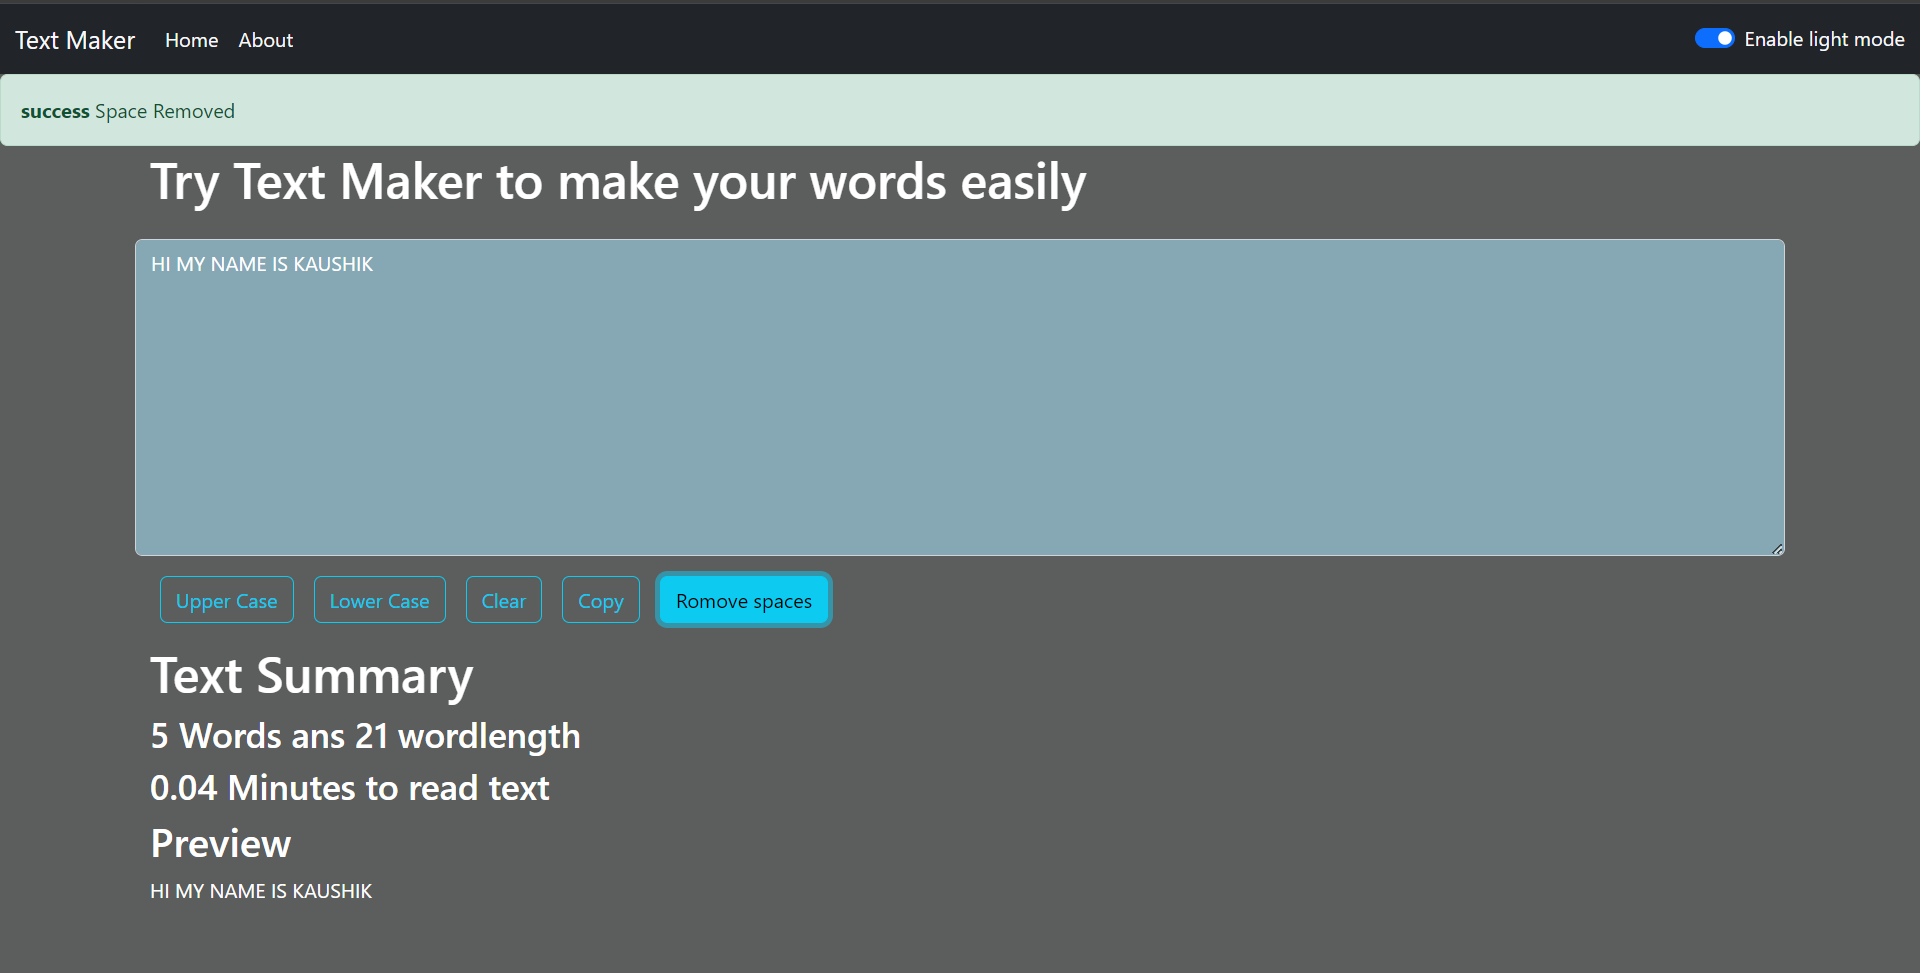 Text Maker Home About Enable light mode
success Space Removed
Try Text Maker to make your words easily
HI MY NAME IS KAUSHIK
Upper Case Lower Case Clear Copy Romove spaces
Text Summary
5 Words ans 21 wordlength
0.04 Minutes to read text
Preview
HI MY NAME IS KAUSHIK